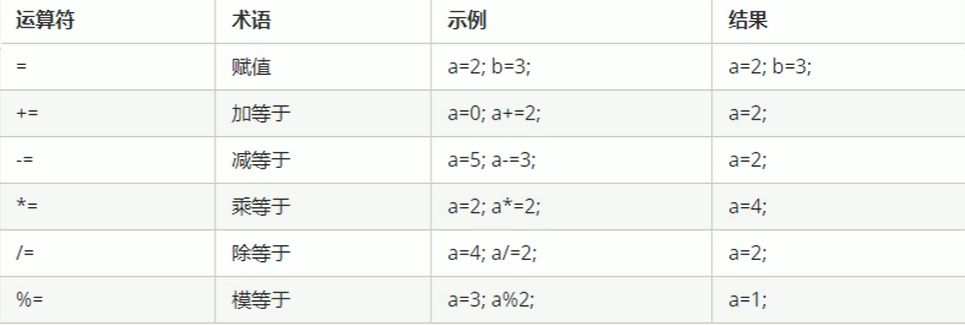 运算符 术语 示例 结果
= 赋值 a=2; b=3; a=2; b=3;
+= 加等于 a=0; a+=2; a=2;
-= 减等于 a=5; a-=3; a=2;
*= 乘等于 a=2; a*=2; a=4;
/= 除等于 a=4; a/=2; a=2;
%= 模等于 a=3; a%2; a=1;